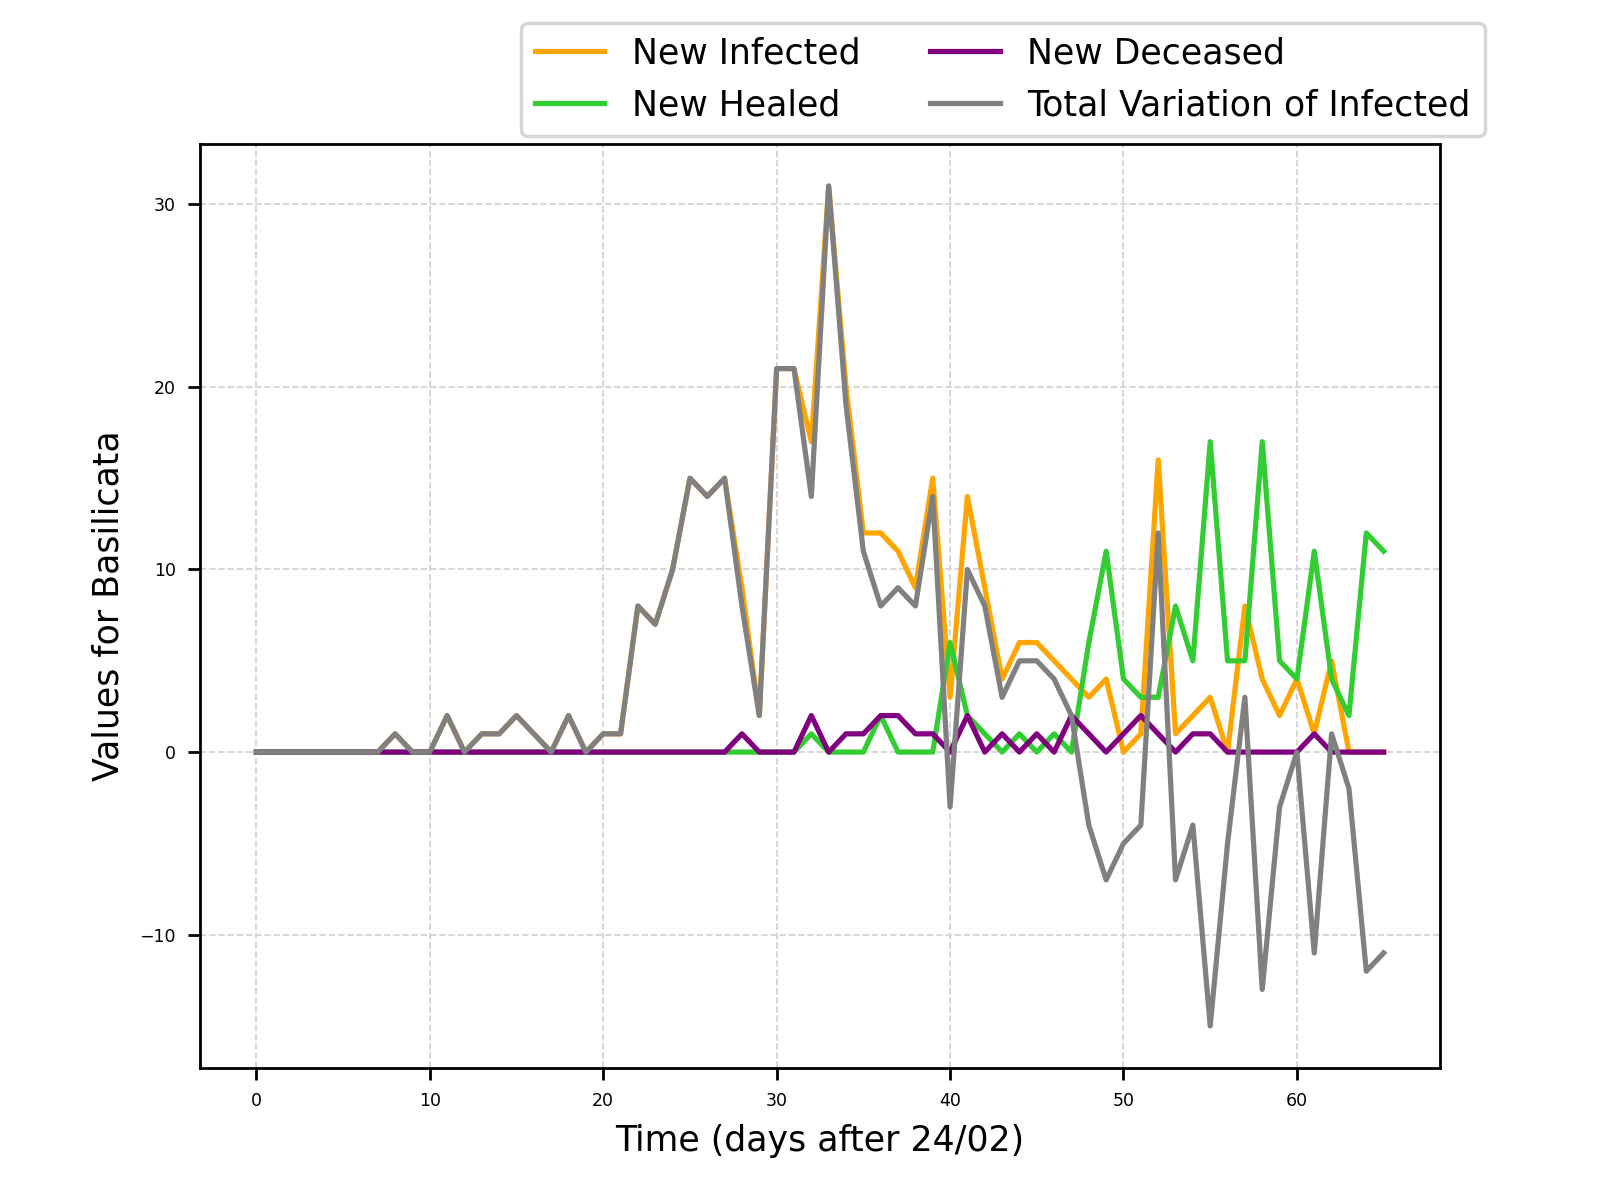 New Infected
New Healed
New Deceased
Total Variation of Infected
Values for Basilicata
30
20
10
0
−10
0 10 20 30 40 50 60
Time (days after 24/02)